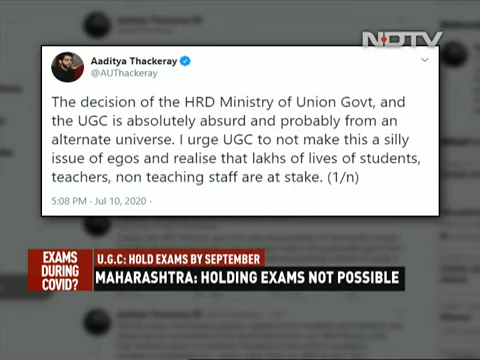 NDTV
Aaditya Thackeray
@AUThackeray
The decision of the HRD Ministry of Union Govt, and
the UGC is absolutely absurd and probably from an
alternate universe. I urge UGC to not make this a silly
issue of egos and realise that lakhs of lives of students,
teachers, non teaching staff are at stake. (1/n)
5:08 PM · Jul 10, 2020
EXAMS
DURING
COVID?
U.G.C: HOLD EXAMS BY SEPTEMBER
MAHARASHTRA: HOLDING EXAMS NOT POSSIBLE